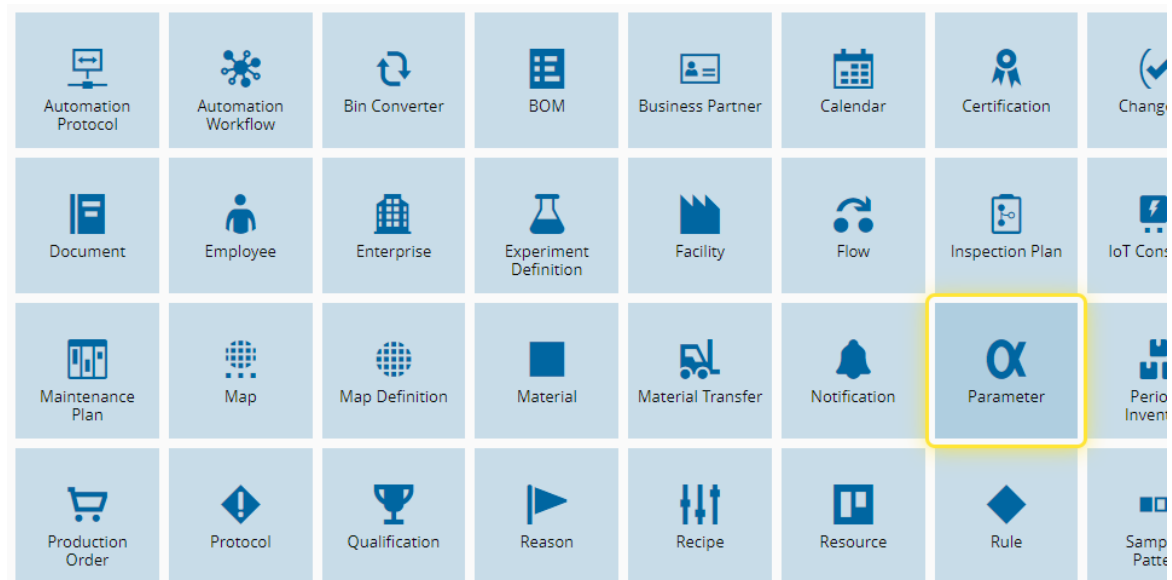 Automation
Protocol
Automation
Workflow
Bin Converter
BOM
Business Partner
Calendar
Certification
Document
Employee
Enterprise
Experiment
Definition
Facility
Flow
Inspection Plan
IoT
Maintenance
Plan
Map
Map Definition
Material
Material Transfer
Notification
Parameter
Production
Order
Protocol
Qualification
Reason
Recipe
Resource
Rule